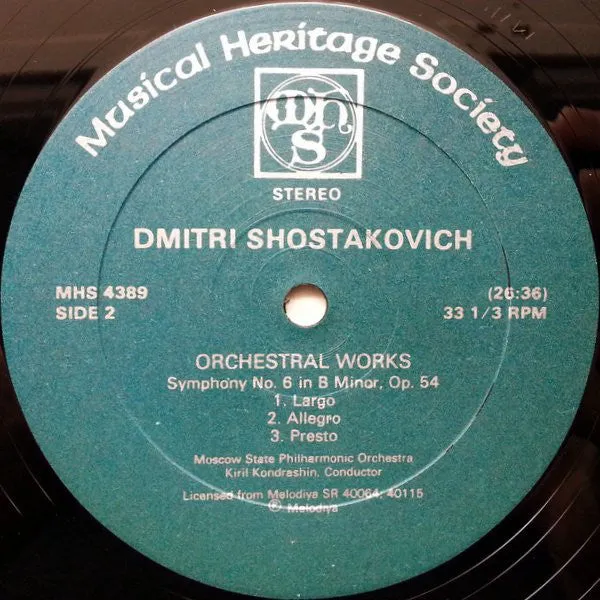 Musical Heritage Society
MHS
STEREO
DMITRI SHOSTAKOVICH
MHS 4389
(26:36)
SIDE 2
33 1/3 RPM
ORCHESTRAL WORKS
Symphony No. 6 in B Minor, Op. 54
1. Largo
2. Allegro
3. Presto
Moscow State Philharmonic Orchestra
Kiril Kondrashin, Conductor
Licensed from Melodiya SR 40064, 40115
℗ Melodiya